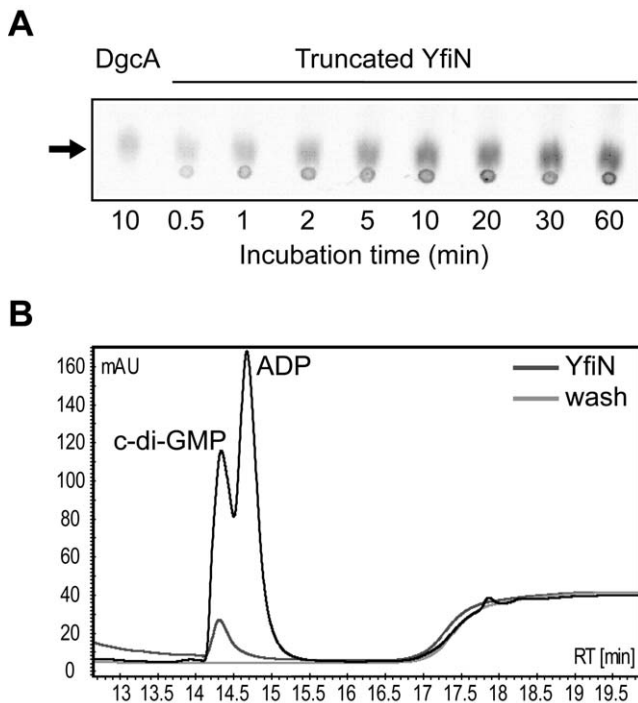 A
DgcA Truncated YfiN
10 0.5 1 2 5 10 20 30 60
Incubation time (min)
B
160 mAU ADP YfiN
140 wash
120 c-di-GMP
100
80
60
40
20
0 RT [min]
13 13.5 14 14.5 15 15.5 16 16.5 17 17.5 18 18.5 19 19.5